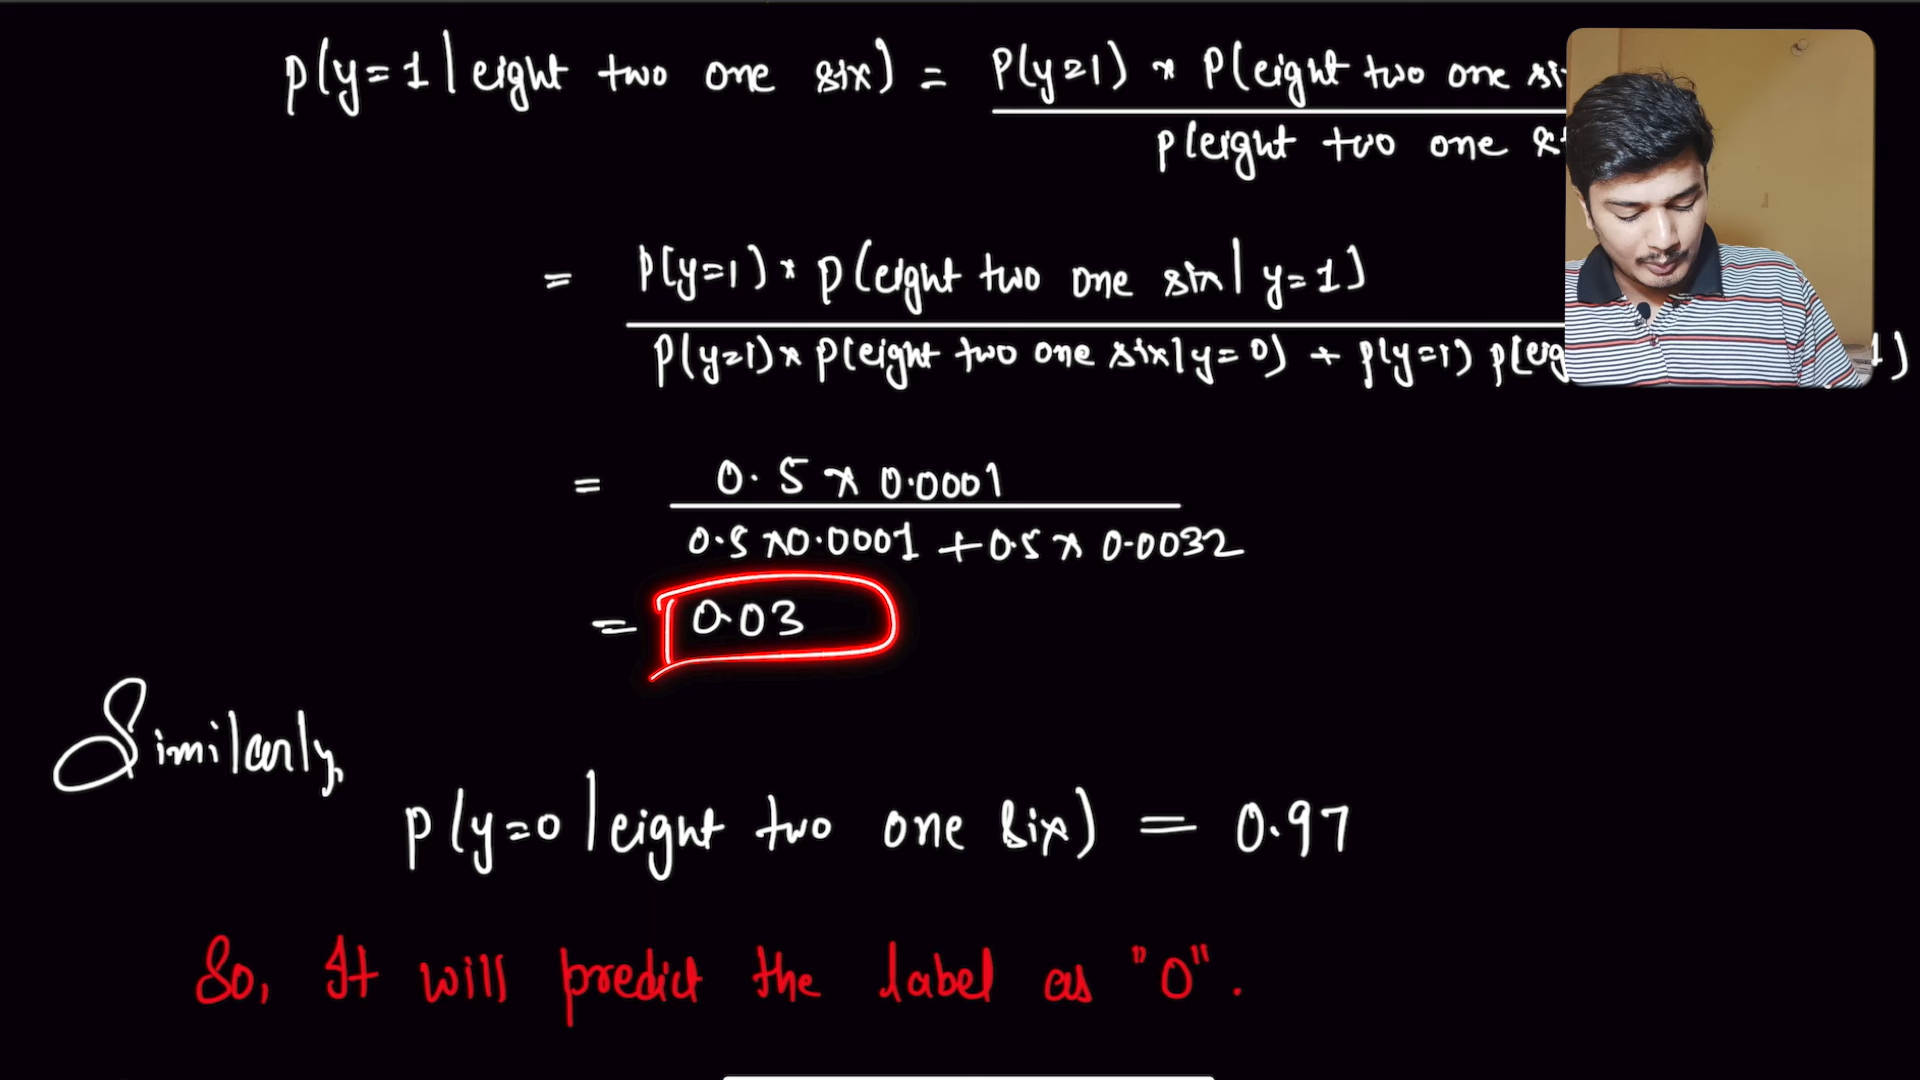 p(y=1|eight two one six) = P(y=1) * P(eight two one
p(eight two one
= p(y=1) * p(eight two one six|y=1)
p(y=1) * p(eight two one six|y=0) + p(y=1) p(eig 1)
= 0.5 * 0.0001
0.5 * 0.0001 + 0.5 * 0.0032
= 0.03
Similarly,
p(y=0|eight two one six) = 0.97
So, It will predict the label as "0".